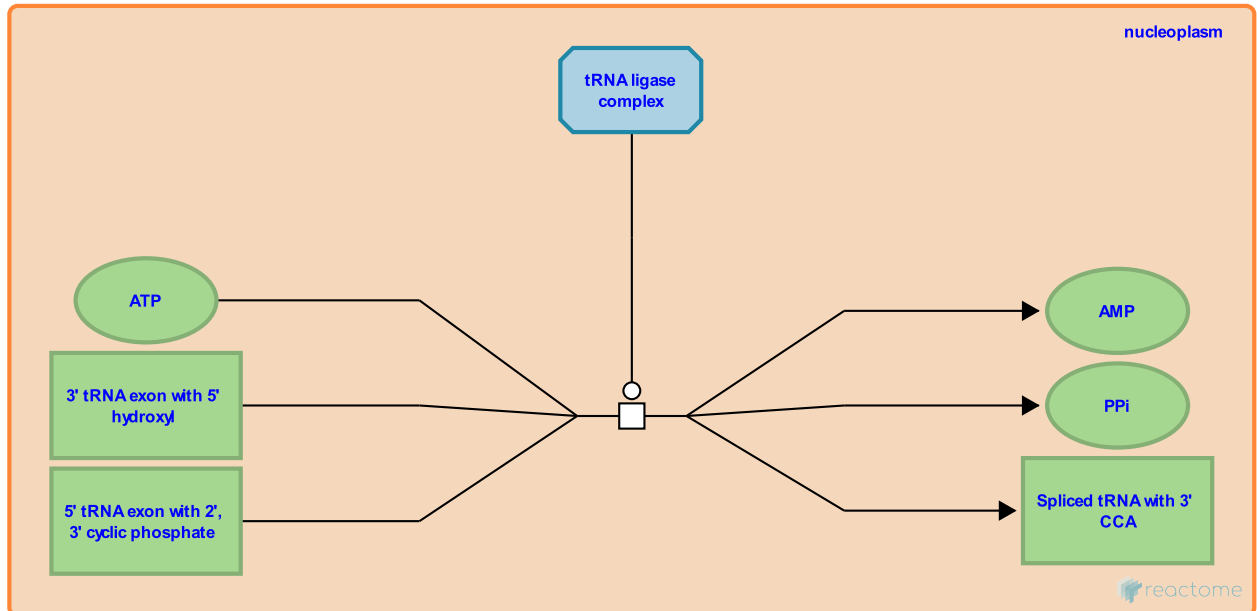 nucleoplasm
tRNA ligase
complex
ATP
3' tRNA exon with 5'
hydroxyl
5' tRNA exon with 2',
3' cyclic phosphate
AMP
PPi
Spliced tRNA with 3'
CCA
reactome